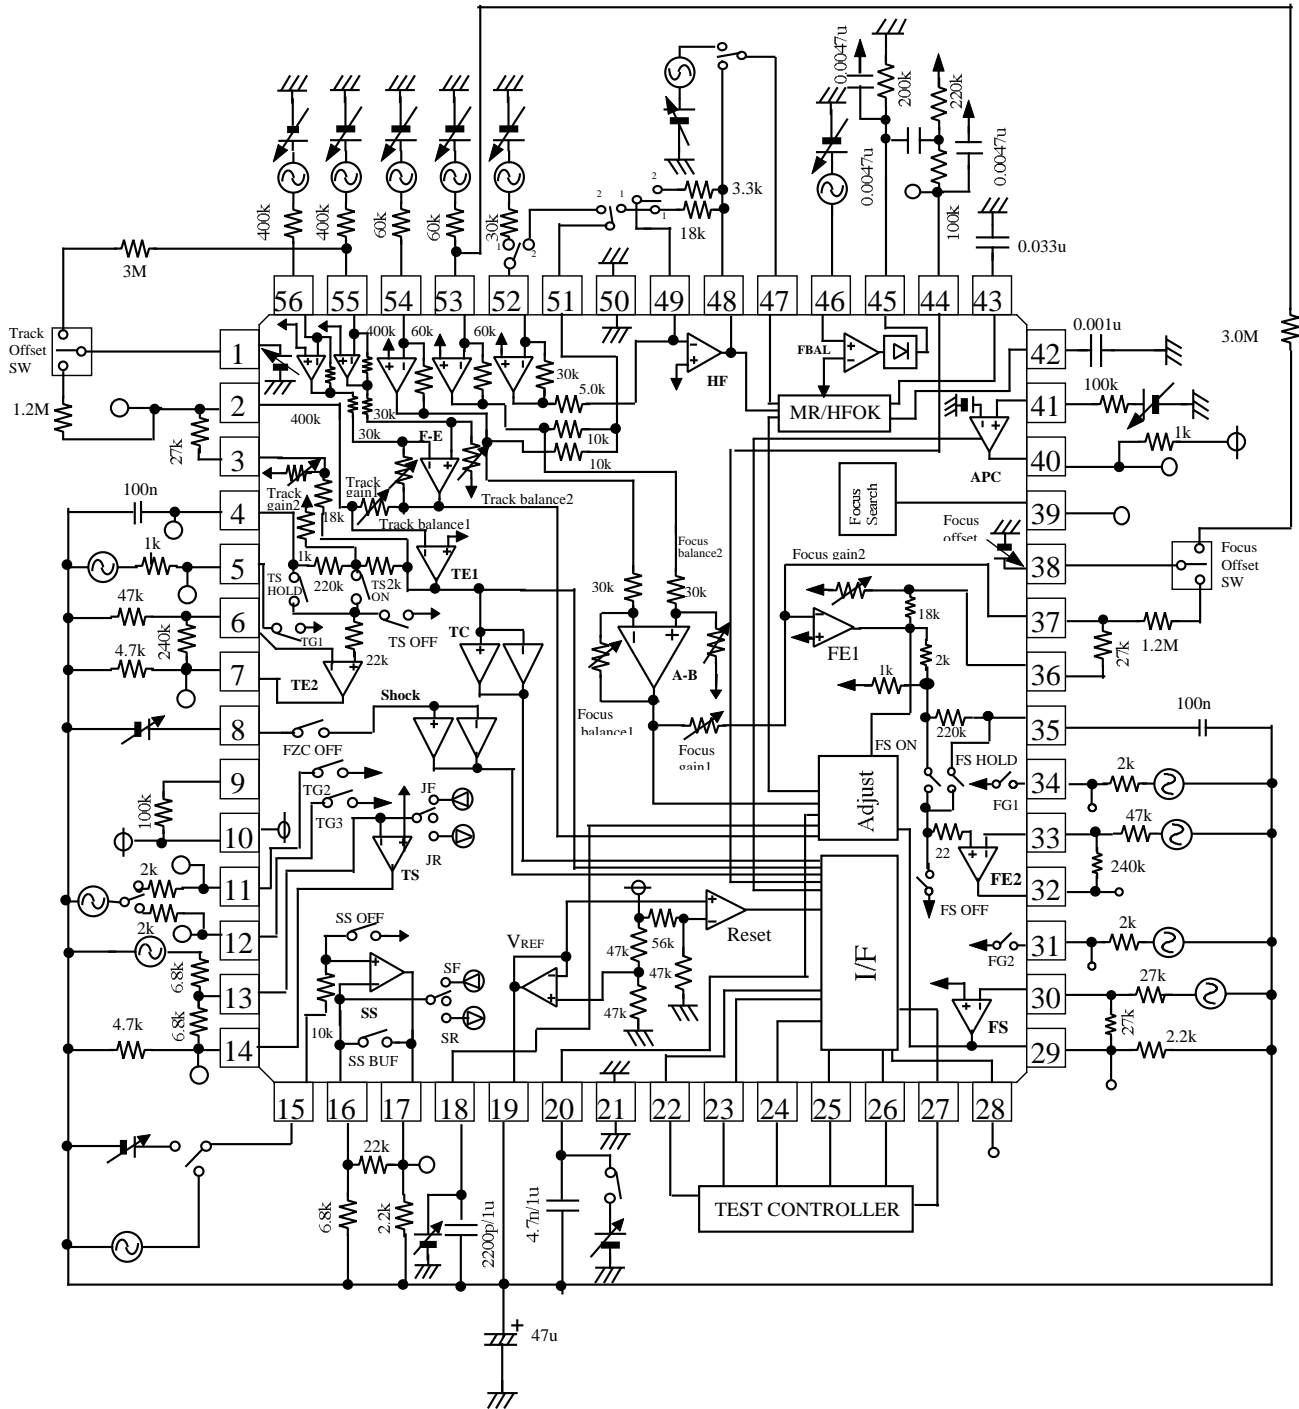 0.0047u
200k
220k
0.0047u
0.0047u
100k
0.033u
400k
400k
60k
60k
30k
1
2
2
1
2
1
3.3k
18k
3M
56
55
54
53
52
51
50
49
48
47
46
45
44
43
Track
Offset
SW
1
2
3
4
5
6
7
8
9
10
11
12
13
14
1.2M
27k
100n
1k
47k
240k
4.7k
100k
2k
2k
6.8k
6.8k
4.7k
400k
60k
60k
30k
5.0k
10k
10k
400k
30k
30k
F-E
HF
FBAL
MR/HFOK
APC
Track
gain2
18k
Track
gain1
Track balance2
Track balance1
1k
220k
TS2k
ON
TS
HOLD
TE1
TG1
TS OFF
22k
TE2
TC
Shock
FZC OFF
TG2
TG3
JF
JR
TS
Focus
balance2
30k
30k
A-B
Focus
balance1
Focus
gain1
Focus gain2
FE1
18k
2k
1k
220k
FS ON
FS HOLD
FG1
22
FE2
FS OFF
FG2
FS
Focus
Search
Focus
offset
Adjust
I/F
Reset
VREF
47k
56k
47k
47k
SS OFF
SS
10k
SS BUF
SF
SR
42
41
40
39
38
37
36
35
34
33
32
31
30
29
0.001u
100k
1k
3.0M
Focus
Offset
SW
1.2M
27k
100n
2k
47k
240k
2k
27k
27k
2.2k
15
16
17
18
19
20
21
22
23
24
25
26
27
28
22k
6.8k
2.2k
2200p/1u
4.7n/1u
TEST CONTROLLER
+
47u